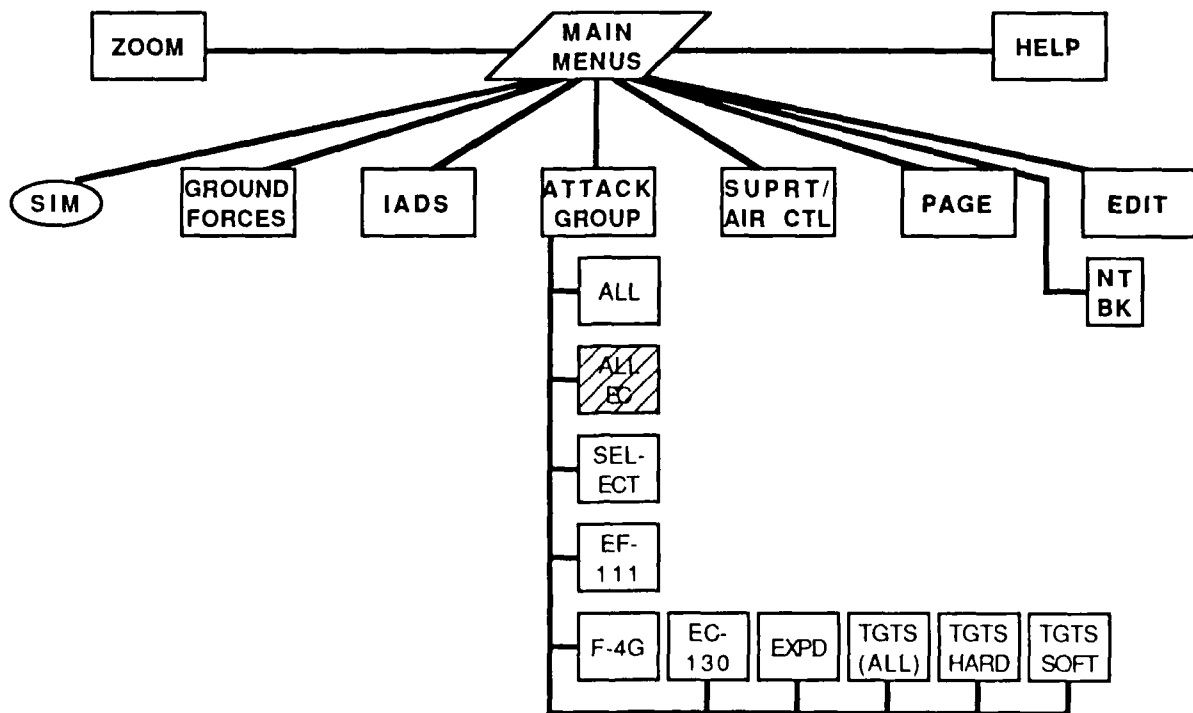 ZOOM
MAIN
MENUS
HELP
SIM
GROUND
FORCES
IADS
ATTACK
GROUP
SUPRT/
AIR CTL
PAGE
EDIT
NT
BK
ALL
ALL
EC
SEL-
ECT
EF-
111
F-4G
EC-
130
EXPD
TGTS
(ALL)
TGTS
HARD
TGTS
SOFT